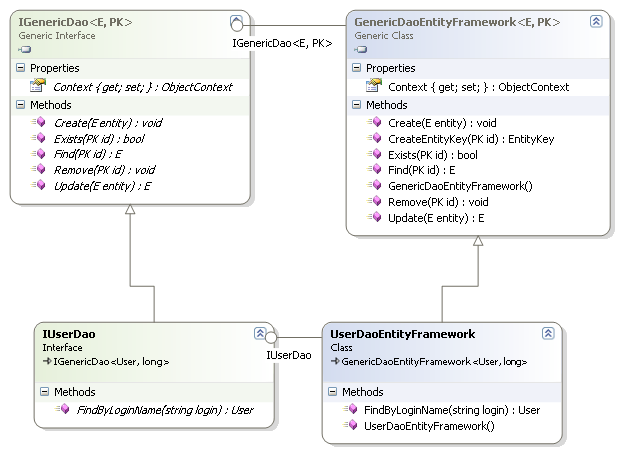 IGenericDao<E, PK>
Generic Interface
Properties
Context { get; set; } : ObjectContext
Methods
Create(E entity) : void
Exists(PK id) : bool
Find(PK id) : E
Remove(PK id) : void
Update(E entity) : E
IGenericDao<E, PK>
GenericDaoEntityFramework<E, PK>
Generic Class
Properties
Context { get; set; } : ObjectContext
Methods
Create(E entity) : void
CreateEntityKey(PK id) : EntityKey
Exists(PK id) : bool
Find(PK id) : E
GenericDaoEntityFramework()
Remove(PK id) : void
Update(E entity) : E
IUserDao
Interface
IGenericDao<User, long>
Methods
FindByLoginName(string login) : User
IUserDao
UserDaoEntityFramework
Class
GenericDaoEntityFramework<User, long>
Methods
FindByLoginName(string login) : User
UserDaoEntityFramework()